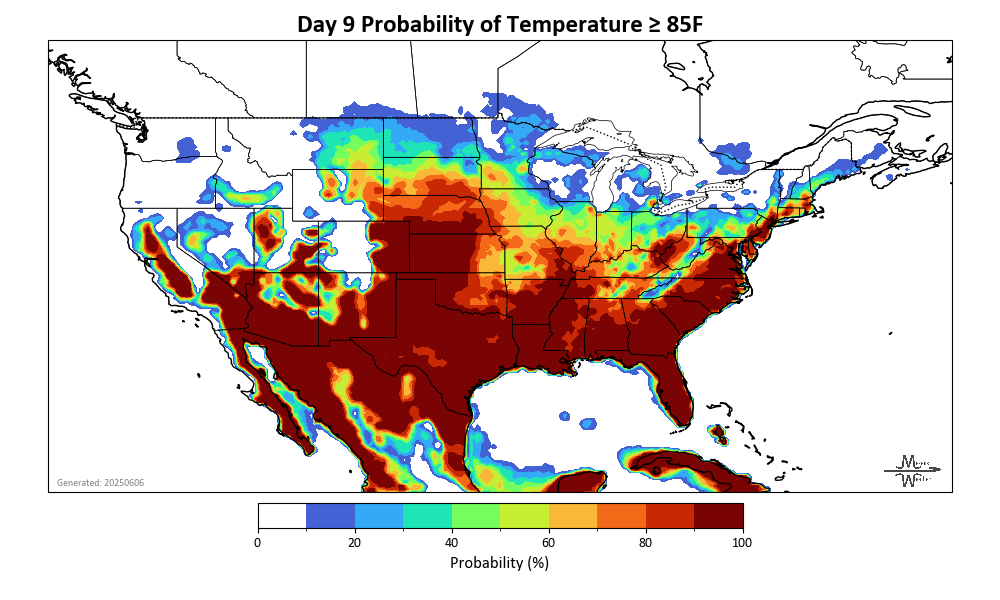 Day 9 Probability of Temperature ≥ 85F
Generated: 20250606
0 20 40 60 80 100
Probability (%)